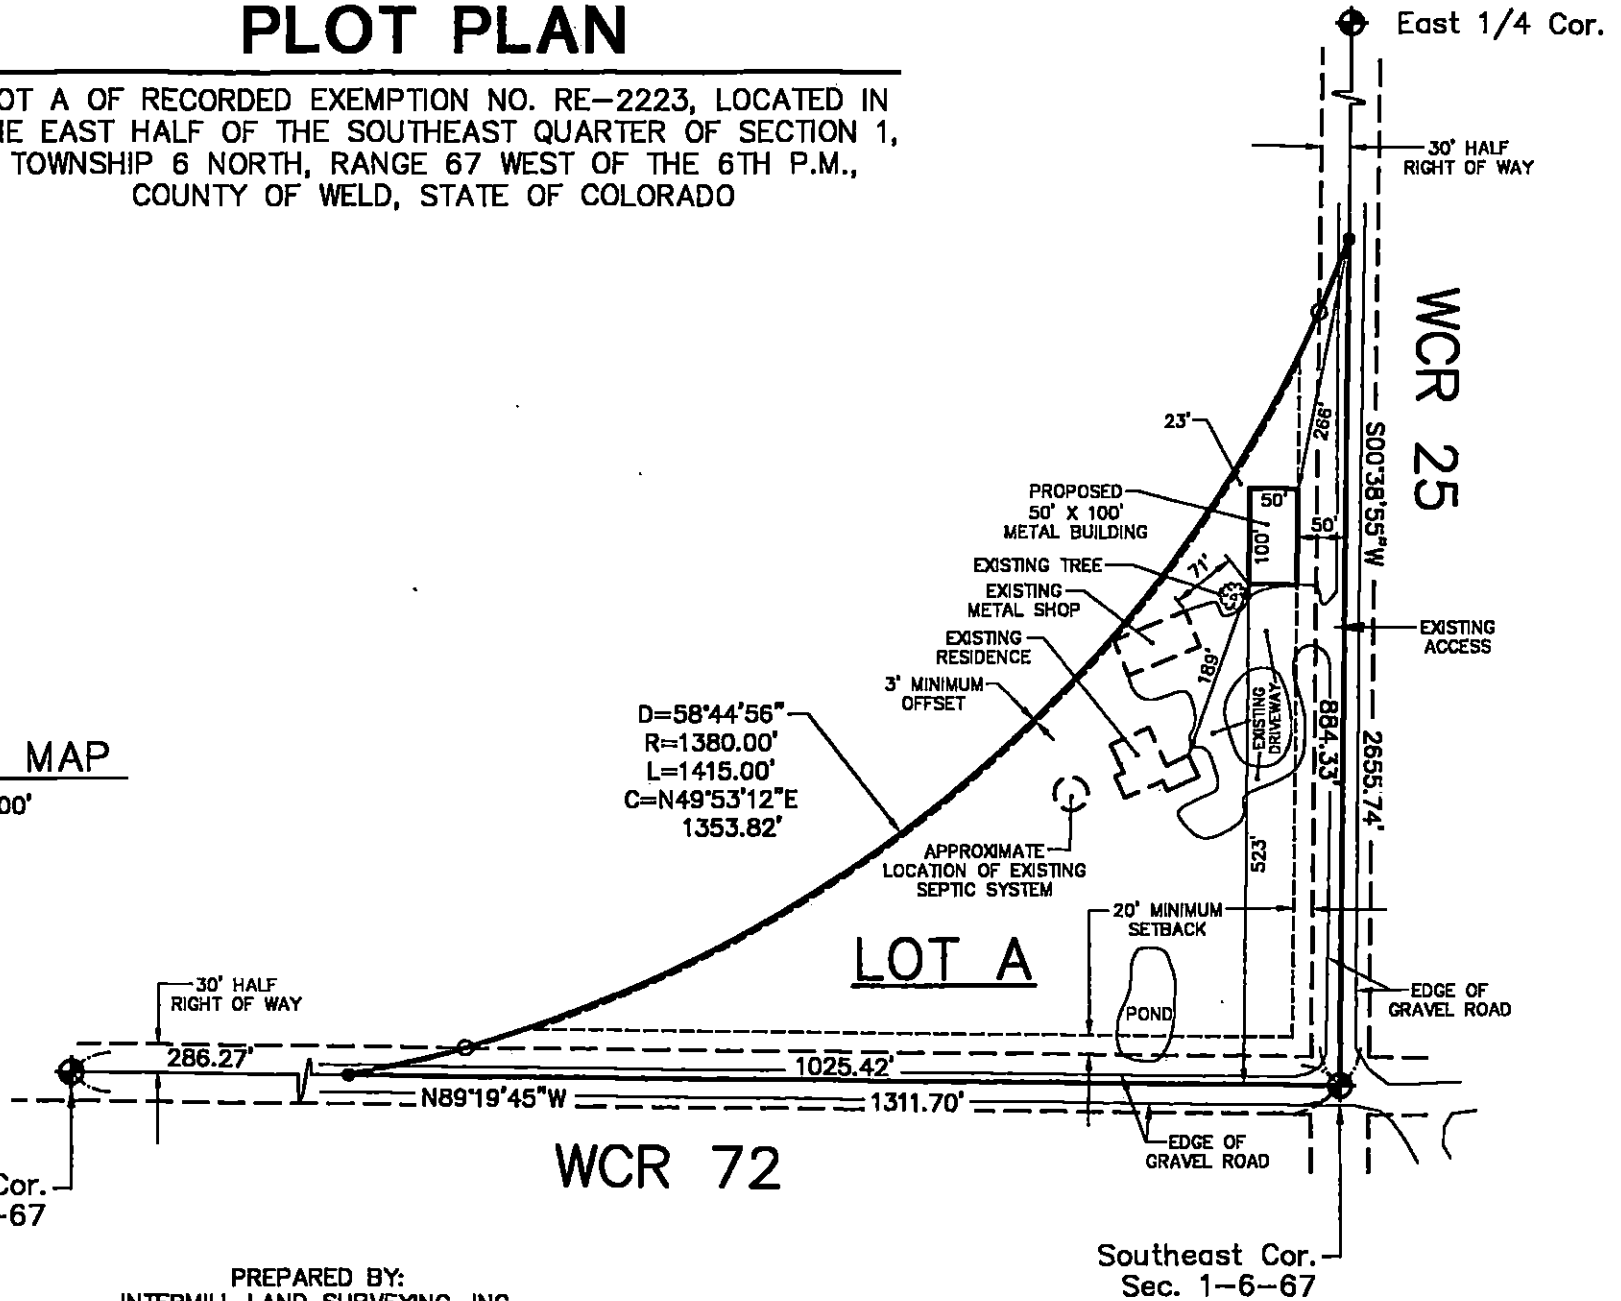 PLOT PLAN
OT A OF RECORDED EXEMPTION NO. RE-2223, LOCATED IN
HE EAST HALF OF THE SOUTHEAST QUARTER OF SECTION 1,
TOWNSHIP 6 NORTH, RANGE 67 WEST OF THE 6TH P.M.,
COUNTY OF WELD, STATE OF COLORADO
East 1/4 Cor.
30' HALF
RIGHT OF WAY
WCR 25
S00°38'55"W 2655.74'
266'
23'
PROPOSED
50' X 100'
METAL BUILDING
50'
100'
50'
EXISTING TREE
71'
EXISTING
METAL SHOP
EXISTING
RESIDENCE
EXISTING
ACCESS
189'
3' MINIMUM
OFFSET
EXISTING
DRIVEWAY
884.33'
D=58°44'56"
R=1380.00'
L=1415.00'
C=N49°53'12"E
1353.82'
MAP
00'
APPROXIMATE
LOCATION OF EXISTING
SEPTIC SYSTEM
523'
20' MINIMUM
SETBACK
LOT A
POND
EDGE OF
GRAVEL ROAD
30' HALF
RIGHT OF WAY
286.27'
1025.42'
N89°19'45"W
1311.70'
EDGE OF
GRAVEL ROAD
WCR 72
Cor.
-67
Southeast Cor.
Sec. 1-6-67
PREPARED BY:
INTERMILL LAND SURVEYING, INC.